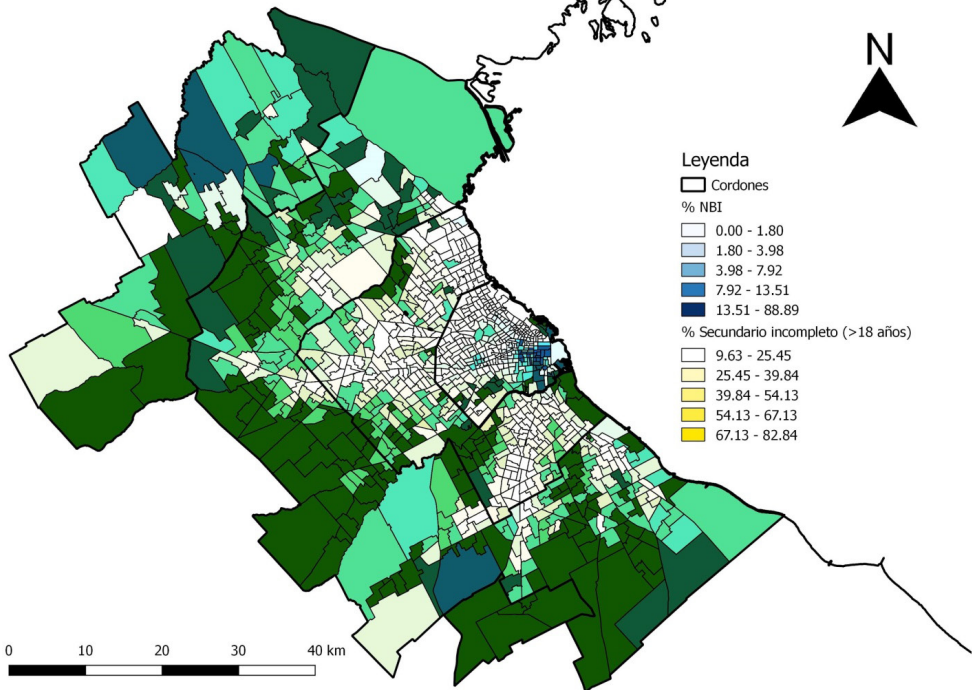 N
Leyenda
Cordones
% NBI
0.00 - 1.80
1.80 - 3.98
3.98 - 7.92
7.92 - 13.51
13.51 - 88.89
% Secundario incompleto (>18 años)
9.63 - 25.45
25.45 - 39.84
39.84 - 54.13
54.13 - 67.13
67.13 - 82.84
0 10 20 30 40 km